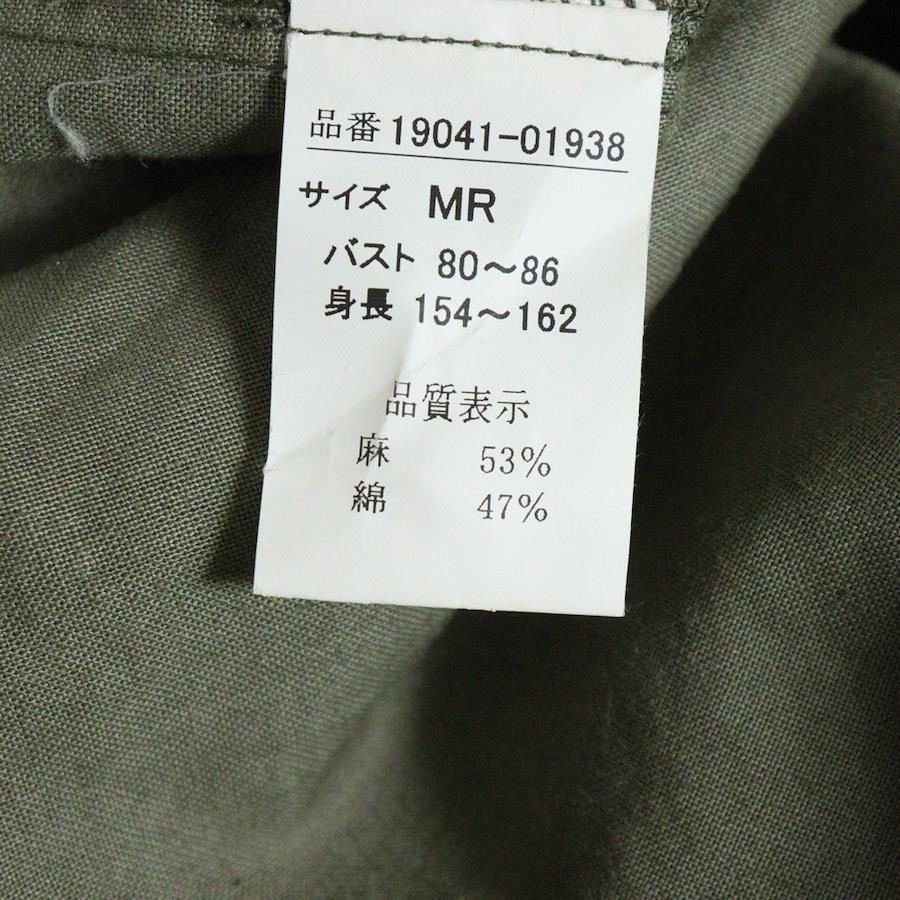 品番 19041-01938
サイズ MR
バスト 80～86
身長 154～162
品質表示
麻 53%
綿 47%